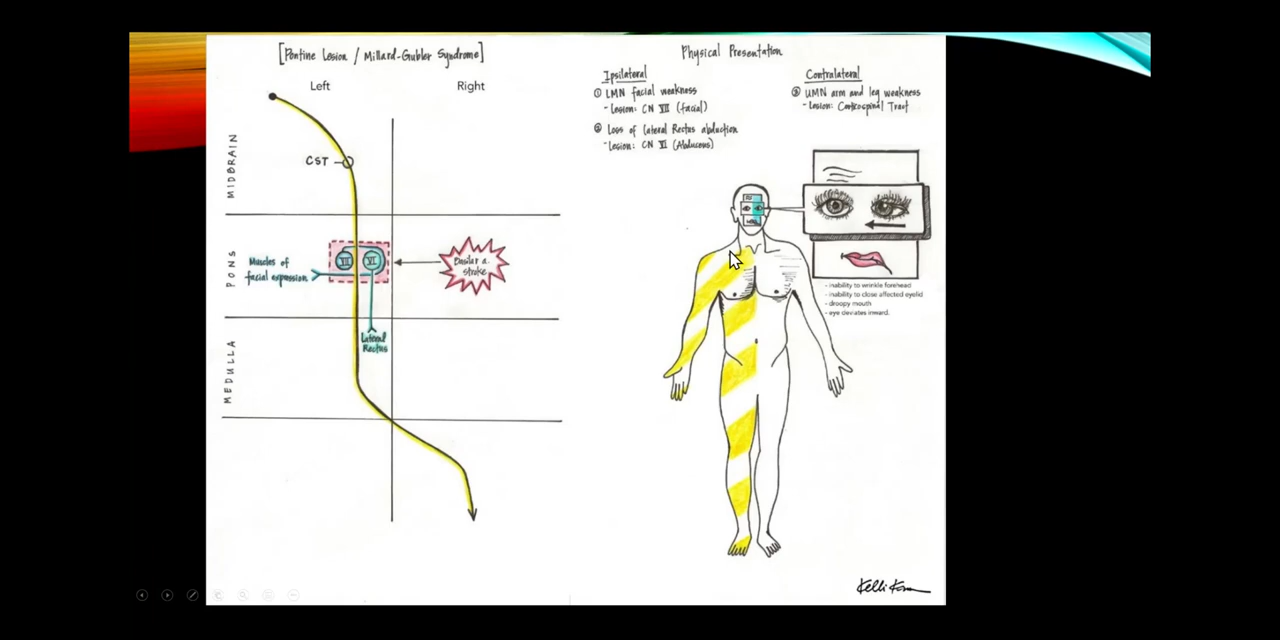 [Pontine Lesion / Millard-Gubler Syndrome]
Left
Right
MIDBRAIN
CST
PONS
Muscles of
facial expression
VII
VI
Basilar a.
stroke
Lateral
Rectus
MEDULLA
Physical Presentation
Ipsilateral
① LMN facial weakness
- Lesion: CN VII (facial)
② Loss of Lateral Rectus abduction
- Lesion: CN VI (Abducens)
Contralateral
③ UMN arm and leg weakness
- Lesion: Corticospinal Tract
- inability to wrinkle forehead
- inability to close affected eyelid
- droopy mouth
- eye deviates inward.
Kelli